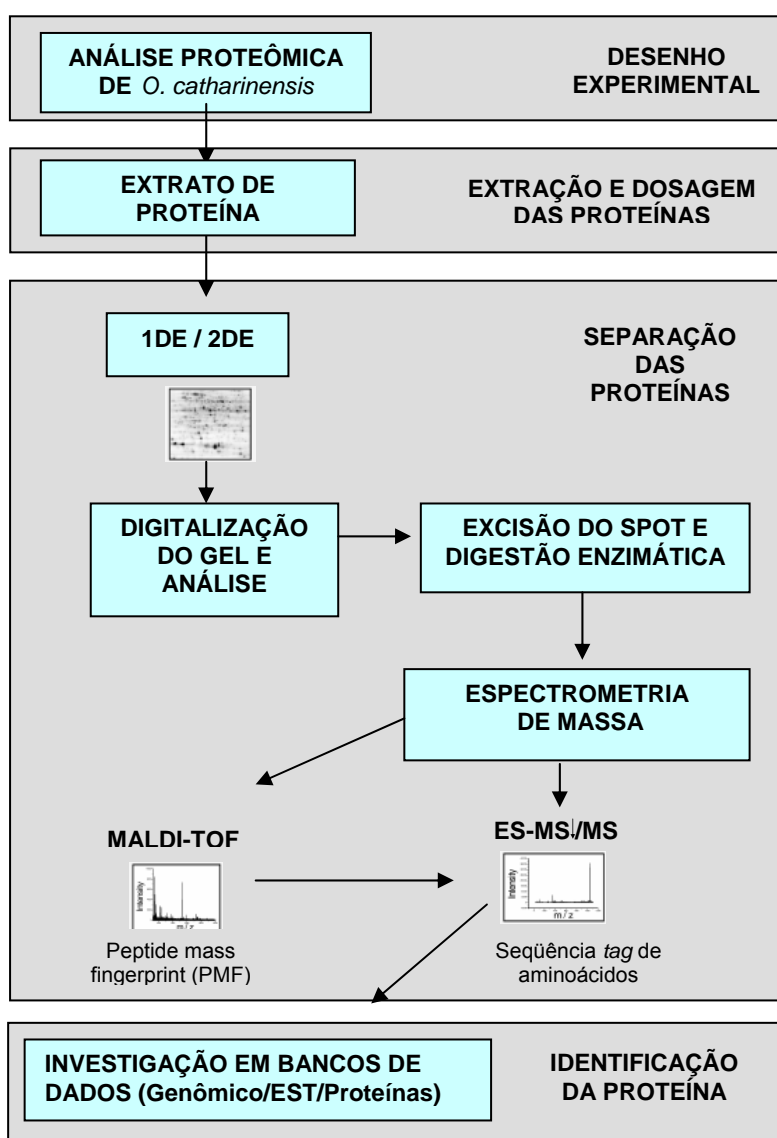 ANÁLISE PROTEÔMICA
DE O. catharinensis
DESENHO
EXPERIMENTAL
EXTRATO DE
PROTEÍNA
EXTRAÇÃO E DOSAGEM
DAS PROTEÍNAS
1DE / 2DE
SEPARAÇÃO
DAS
PROTEÍNAS
DIGITALIZAÇÃO
DO GEL E
ANÁLISE
EXCISÃO DO SPOT E
DIGESTÃO ENZIMÁTICA
ESPECTROMETRIA
DE MASSA
MALDI-TOF
Intensity
m / z
Peptide mass
fingerprint (PMF)
ES-MS/MS
Intensity
m / z
Seqüência tag de
aminoácidos
INVESTIGAÇÃO EM BANCOS DE
DADOS (Genômico/EST/Proteínas)
IDENTIFICAÇÃO
DA PROTEÍNA